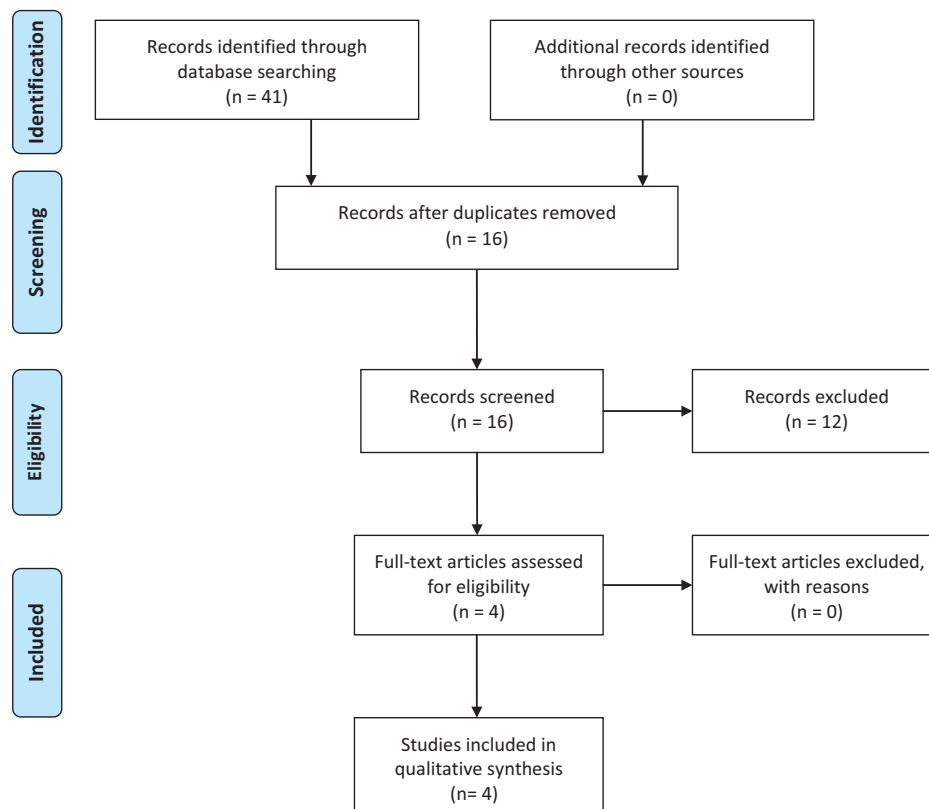 Identification
Records identified through
database searching
(n = 41)
Additional records identified
through other sources
(n = 0)
Screening
Records after duplicates removed
(n = 16)
Eligibility
Records screened
(n = 16)
Records excluded
(n = 12)
Included
Full-text articles assessed
for eligibility
(n = 4)
Full-text articles excluded,
with reasons
(n = 0)
Studies included in
qualitative synthesis
(n= 4)